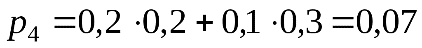 p₄ = 0,2 · 0,2 + 0,1 · 0,3 = 0,07